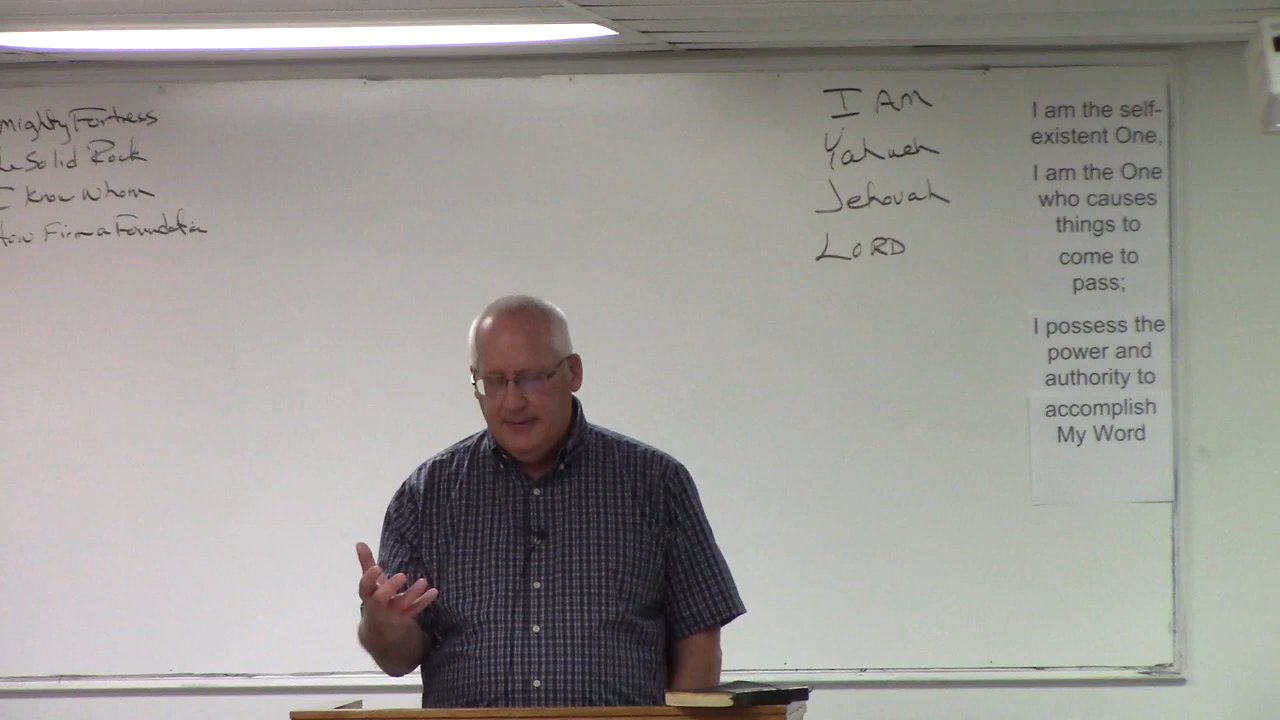 mighty Fortress
Solid Rock
I Know Whom
How Firm a Foundation
I AM
Yahweh
Jehovah
LORD
I am the self-
existent One,
I am the One
who causes
things to
come to
pass;
I possess the
power and
authority to
accomplish
My Word